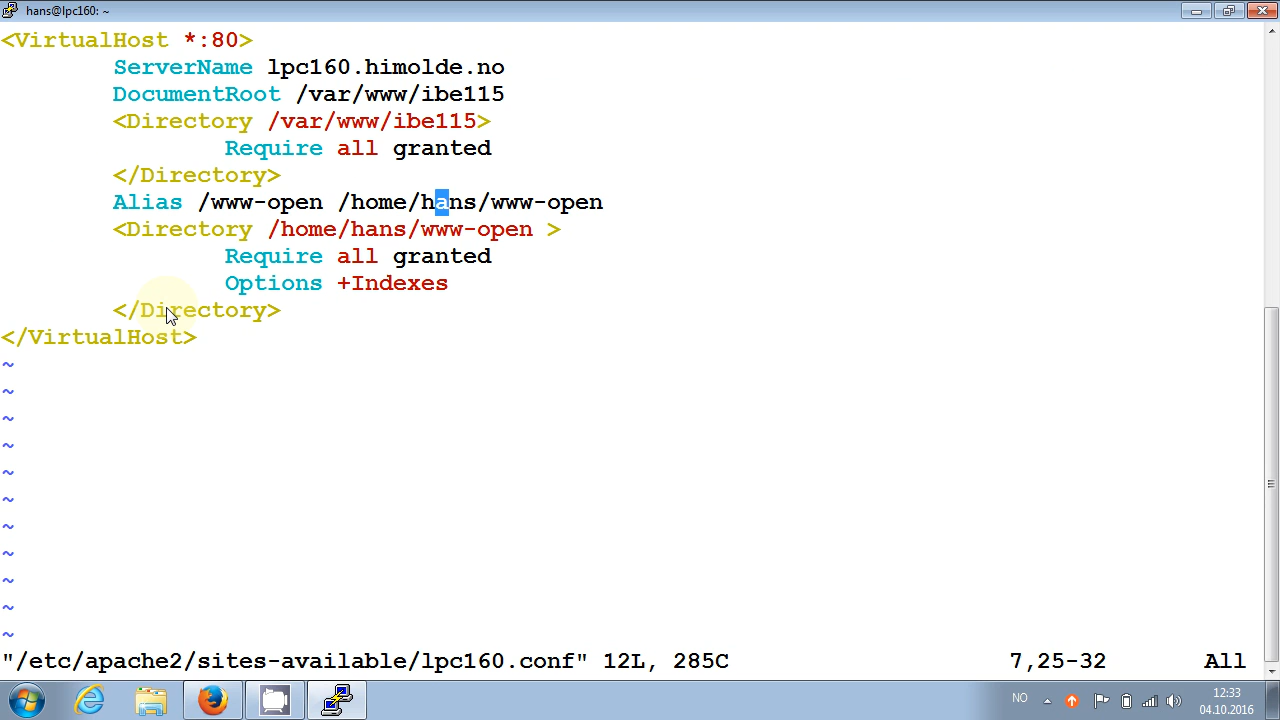 hans@lpc160: ~
<VirtualHost *:80>
        ServerName lpc160.himolde.no
        DocumentRoot /var/www/ibe115
        <Directory /var/www/ibe115>
                Require all granted
        </Directory>
        Alias /www-open /home/hans/www-open
        <Directory /home/hans/www-open >
                Require all granted
                Options +Indexes
        </Directory>
</VirtualHost>
~
~
~
~
~
~
~
~
~
~
~
"/etc/apache2/sites-available/lpc160.conf" 12L, 285C 7,25-32 All
NO 12:33
04.10.2016